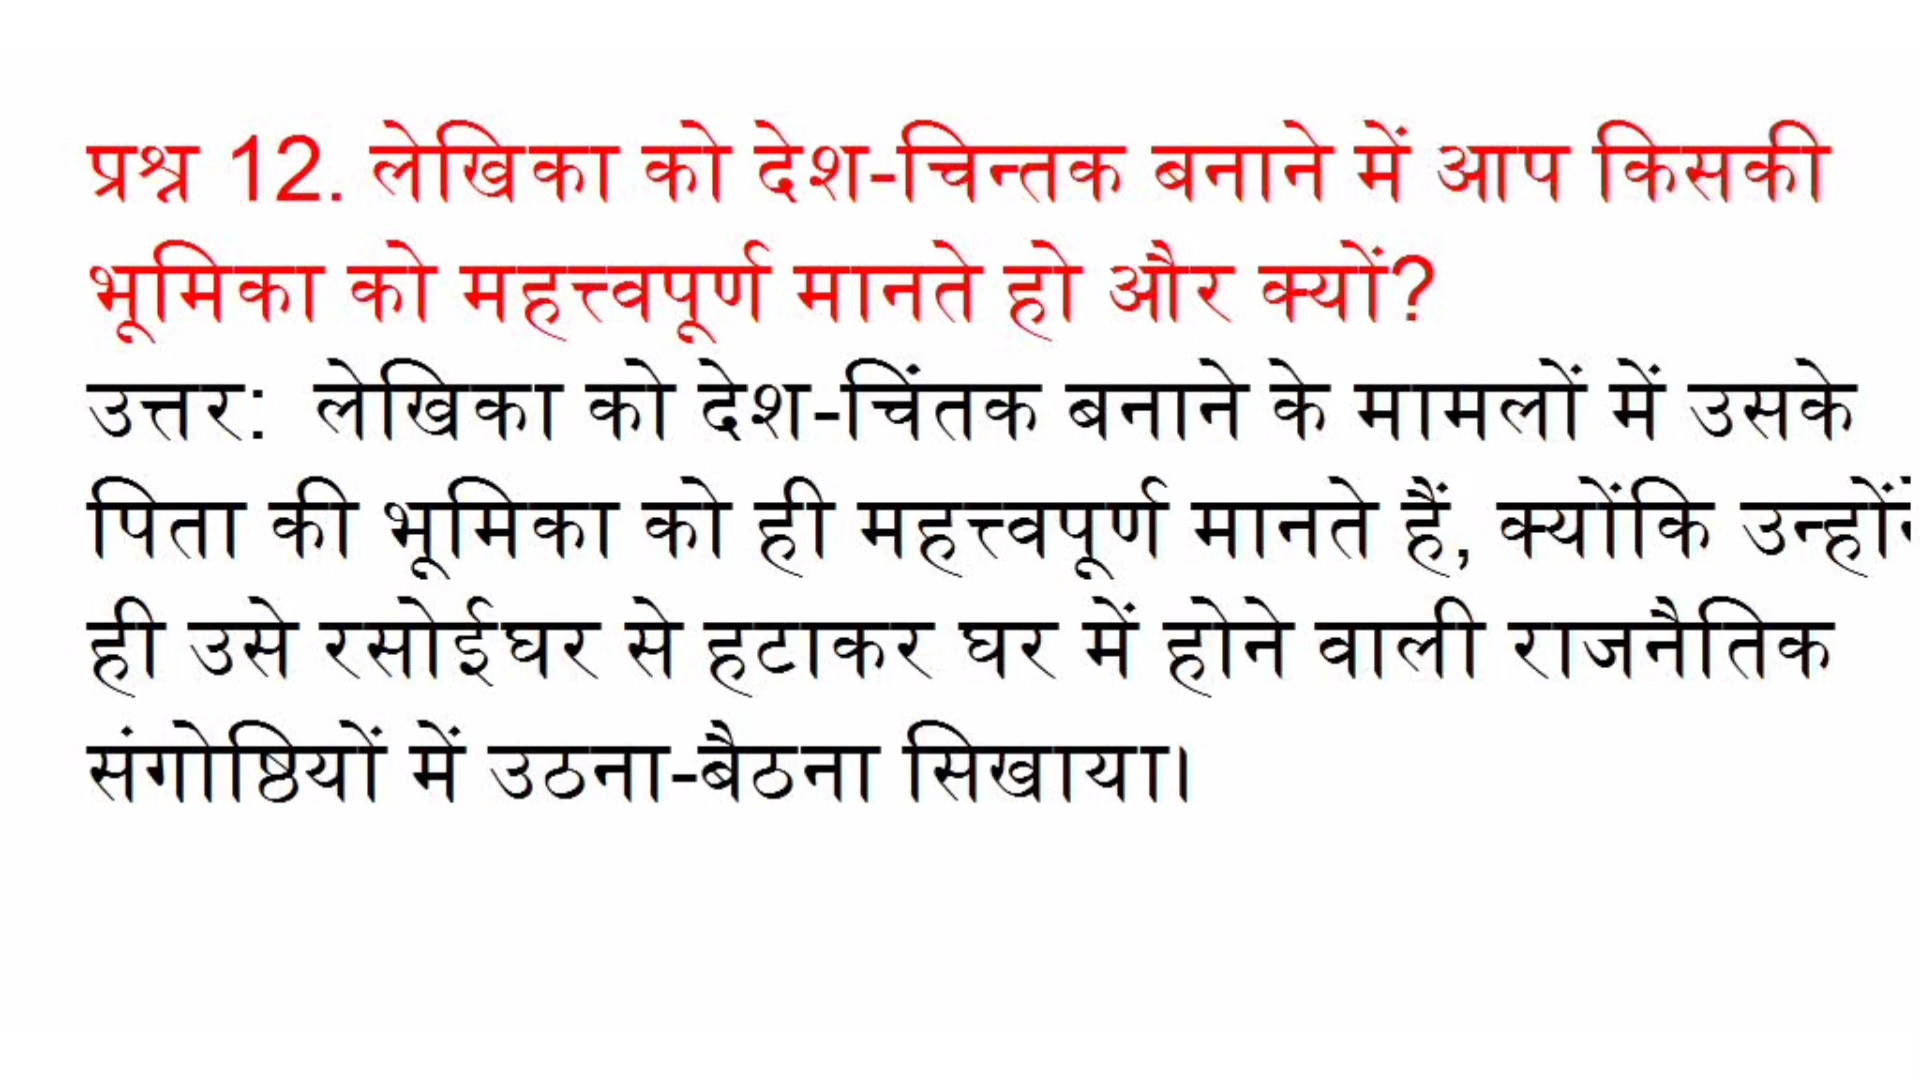 प्रश्न 12. लेखिका को देश-चिन्तक बनाने में आप किसकी
भूमिका को महत्त्वपूर्ण मानते हो और क्यों?
उत्तर: लेखिका को देश-चिंतक बनाने के मामलों में उसके
पिता की भूमिका को ही महत्त्वपूर्ण मानते हैं, क्योंकि
ही उसे रसोईघर से हटाकर घर में होने वाली राजनैतिक
संगोष्ठियों में उठना-बैठना सिखाया।